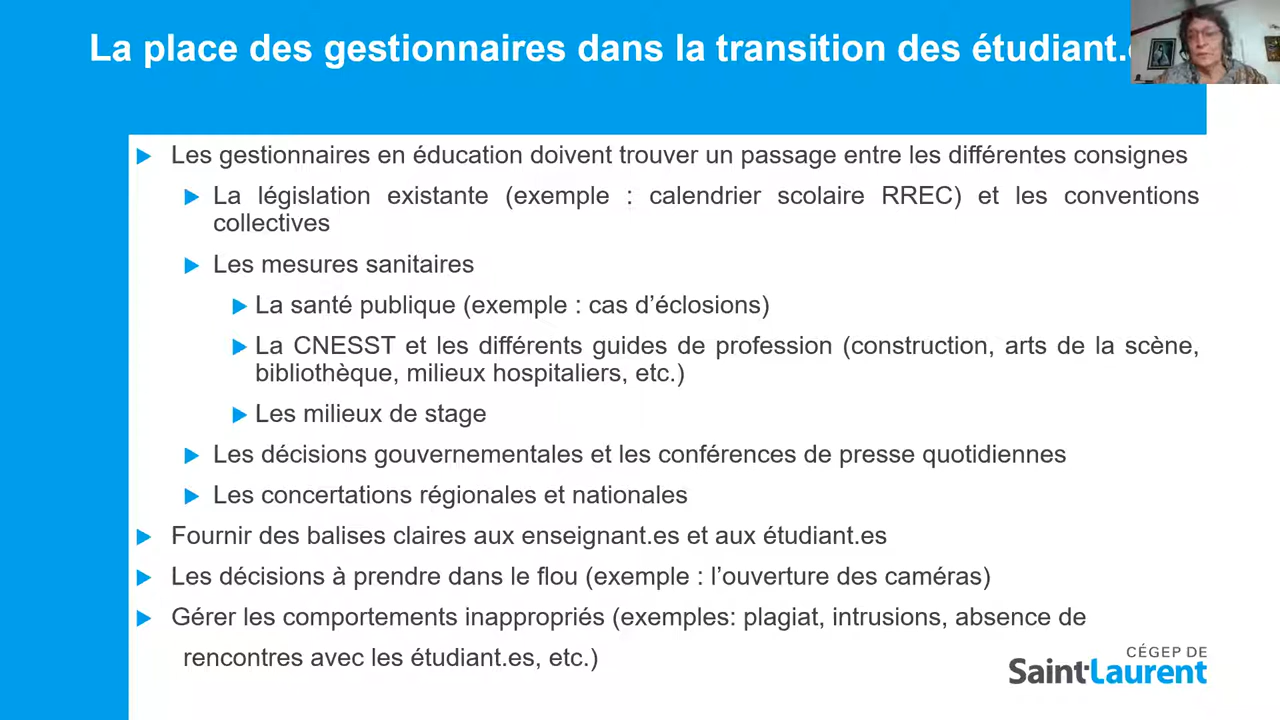 La place des gestionnaires dans la transition des étudiant.
Les gestionnaires en éducation doivent trouver un passage entre les différentes consignes
La législation existante (exemple : calendrier scolaire RREC) et les conventions
collectives
Les mesures sanitaires
La santé publique (exemple : cas d’éclosions)
La CNESST et les différents guides de profession (construction, arts de la scène,
bibliothèque, milieux hospitaliers, etc.)
Les milieux de stage
Les décisions gouvernementales et les conférences de presse quotidiennes
Les concertations régionales et nationales
Fournir des balises claires aux enseignant.es et aux étudiant.es
Les décisions à prendre dans le flou (exemple : l’ouverture des caméras)
Gérer les comportements inappropriés (exemples: plagiat, intrusions, absence de
rencontres avec les étudiant.es, etc.)
CÉGEP DE
Saint-Laurent